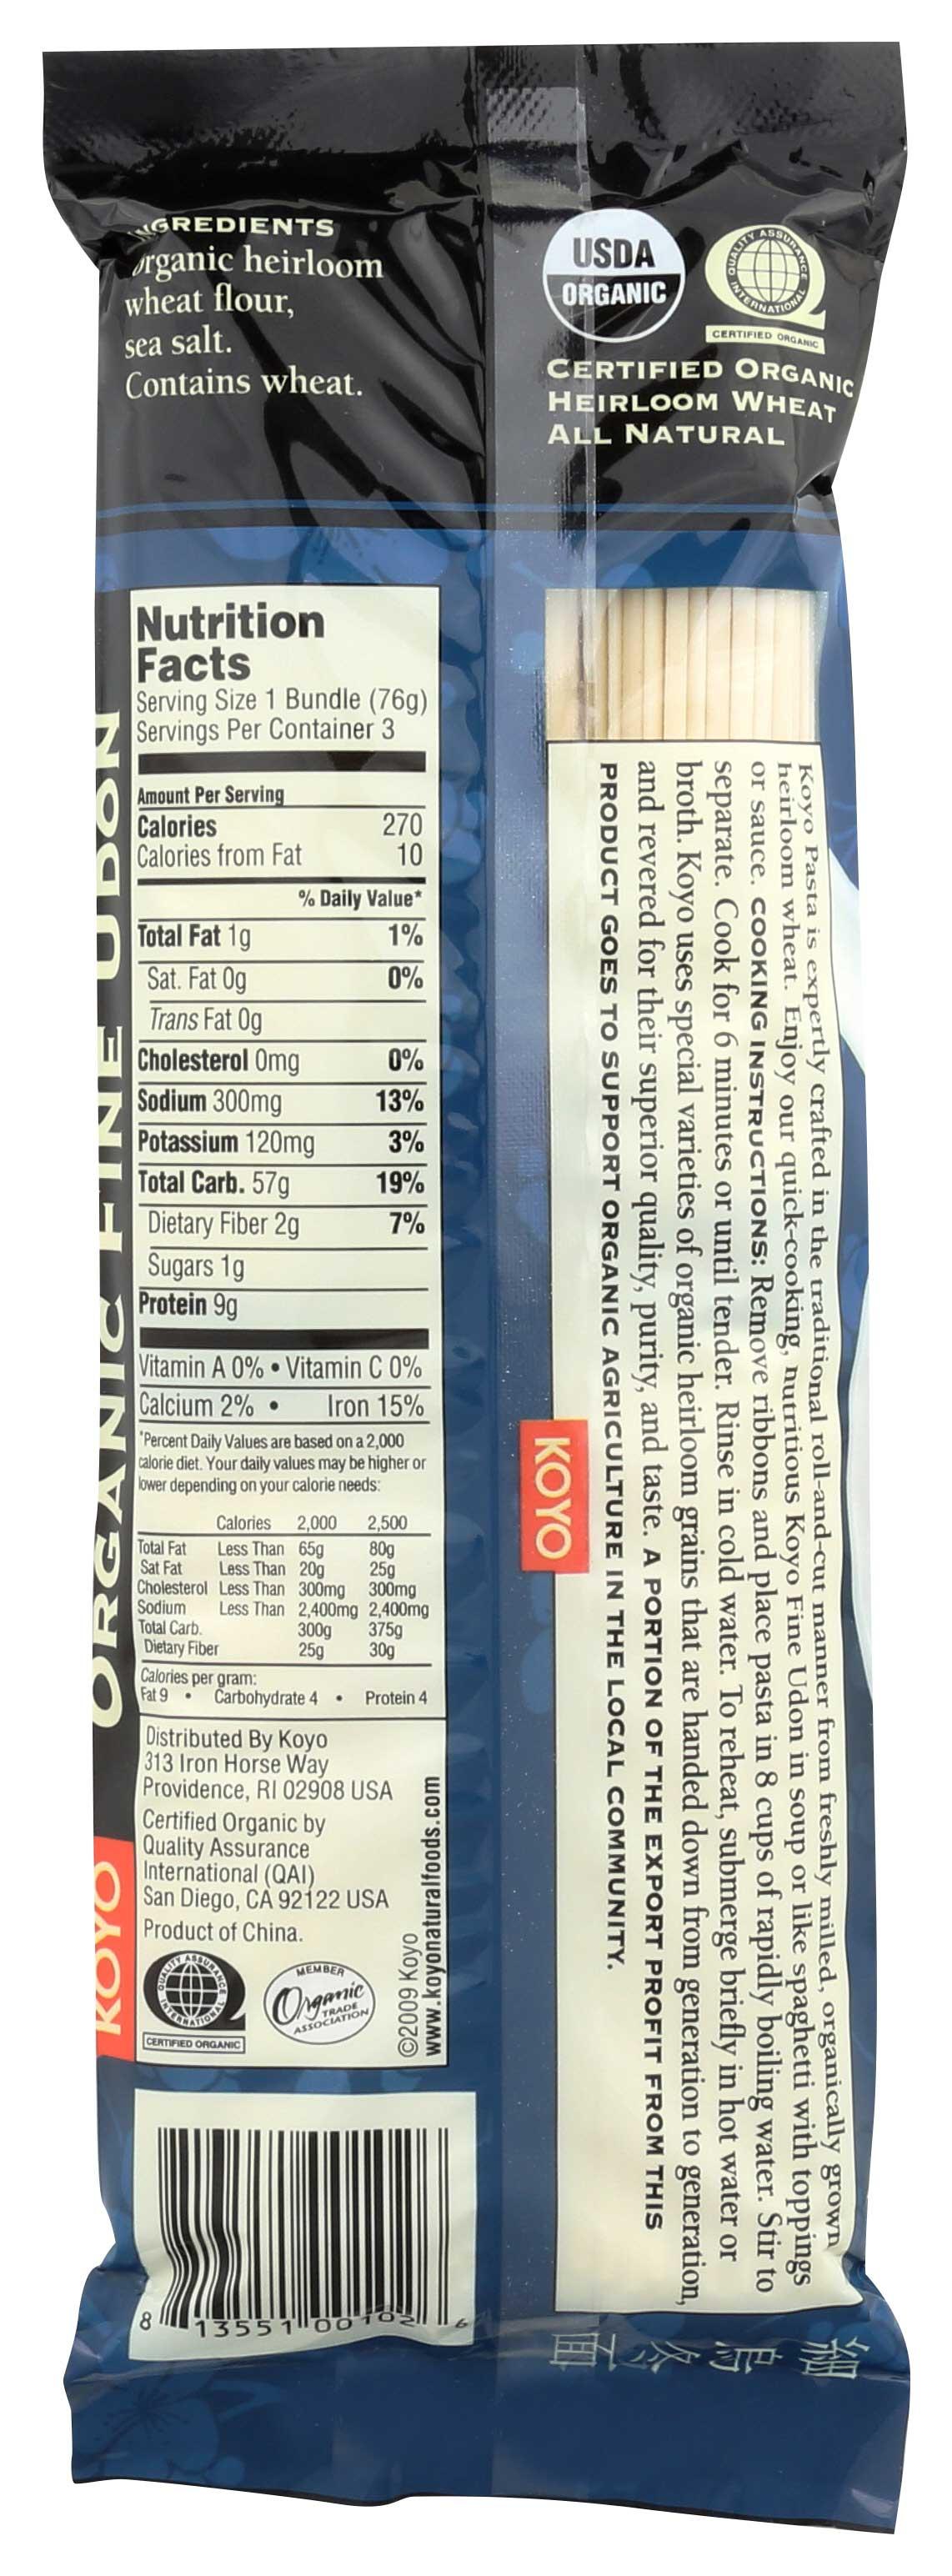 INGREDIENTS
Organic heirloom
wheat flour,
sea salt.
Contains wheat.
USDA
ORGANIC
QUALITY ASSURANCE
INTERNATIONAL
CERTIFIED ORGANIC
CERTIFIED ORGANIC
HEIRLOOM WHEAT
ALL NATURAL
ORGANIC FINE UDON
KOYO
Nutrition
Facts
Serving Size 1 Bundle (76g)
Servings Per Container 3
Amount Per Serving
Calories 270
Calories from Fat 10
% Daily Value*
Total Fat 1g 1%
Sat. Fat 0g 0%
Trans Fat 0g
Cholesterol 0mg 0%
Sodium 300mg 13%
Potassium 120mg 3%
Total Carb. 57g 19%
Dietary Fiber 2g 7%
Sugars 1g
Protein 9g
Vitamin A 0% • Vitamin C 0%
Calcium 2% • Iron 15%
*Percent Daily Values are based on a 2,000
calorie diet. Your daily values may be higher or
lower depending on your calorie needs:
Calories 2,000 2,500
Total Fat Less Than 65g 80g
Sat Fat Less Than 20g 25g
Cholesterol Less Than 300mg 300mg
Sodium Less Than 2,400mg 2,400mg
Total Carb. 300g 375g
Dietary Fiber 25g 30g
Calories per gram:
Fat 9 • Carbohydrate 4 • Protein 4
Distributed By Koyo
313 Iron Horse Way
Providence, RI 02908 USA
Certified Organic by
Quality Assurance
International (QAI)
San Diego, CA 92122 USA
Product of China.
QUALITY ASSURANCE
INTERNATIONAL
CERTIFIED ORGANIC
MEMBER
Organic
TRADE
ASSOCIATION
©2009 Koyo
www.koyonaturalfoods.com
8 13551 00102 6
Koyo Pasta is expertly crafted in the traditional roll-and-cut manner from freshly milled, organically grown
heirloom wheat. Enjoy our quick-cooking, nutritious Koyo Fine Udon in soup or like spaghetti with toppings
or sauce. COOKING INSTRUCTIONS: Remove ribbons and place pasta in 8 cups of rapidly boiling water. Stir to
separate. Cook for 6 minutes or until tender. Rinse in cold water. To reheat, submerge briefly in hot water or
broth. Koyo uses special varieties of organic heirloom grains that are handed down from generation to generation,
and revered for their superior quality, purity, and taste. A PORTION OF THE EXPORT PROFIT FROM THIS
PRODUCT GOES TO SUPPORT ORGANIC AGRICULTURE IN THE LOCAL COMMUNITY.
KOYO
細烏冬面